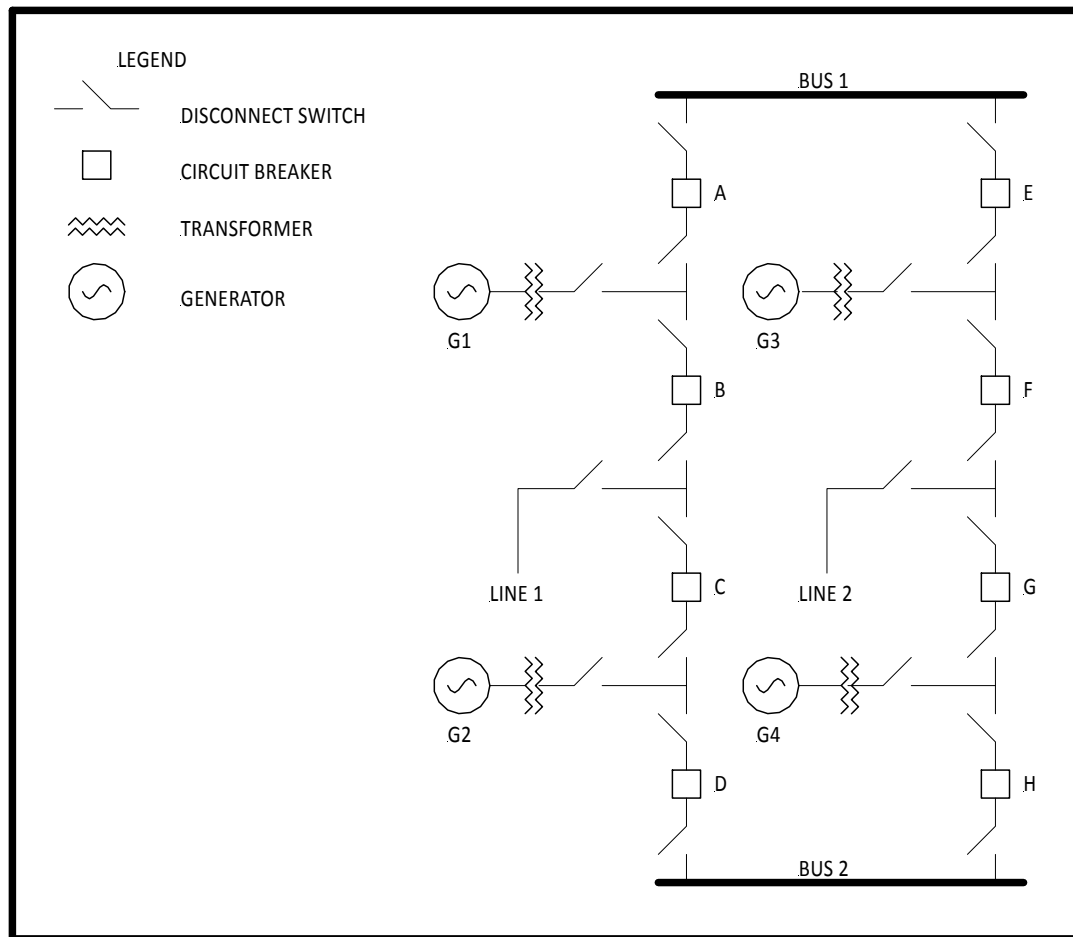 LEGEND
DISCONNECT SWITCH
CIRCUIT BREAKER
TRANSFORMER
GENERATOR
BUS 1
A
E
G1
G3
B
F
LINE 1
C
LINE 2
G
G2
G4
D
H
BUS 2